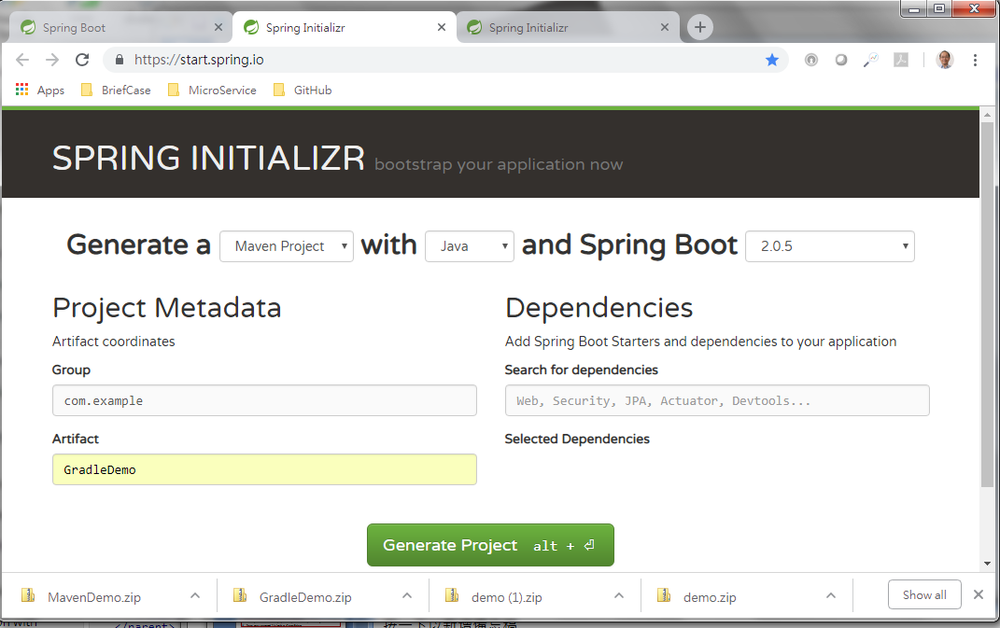 Spring Boot
Spring Initializr
Spring Initializr
https://start.spring.io
Apps BriefCase MicroService GitHub
SPRING INITIALIZR bootstrap your application now
Generate a Maven Project with Java and Spring Boot 2.0.5
Project Metadata
Artifact coordinates
Group
com.example
Artifact
GradleDemo
Dependencies
Add Spring Boot Starters and dependencies to your application
Search for dependencies
Web, Security, JPA, Actuator, Devtools...
Selected Dependencies
Generate Project alt + ⏎
MavenDemo.zip GradleDemo.zip demo (1).zip demo.zip Show all